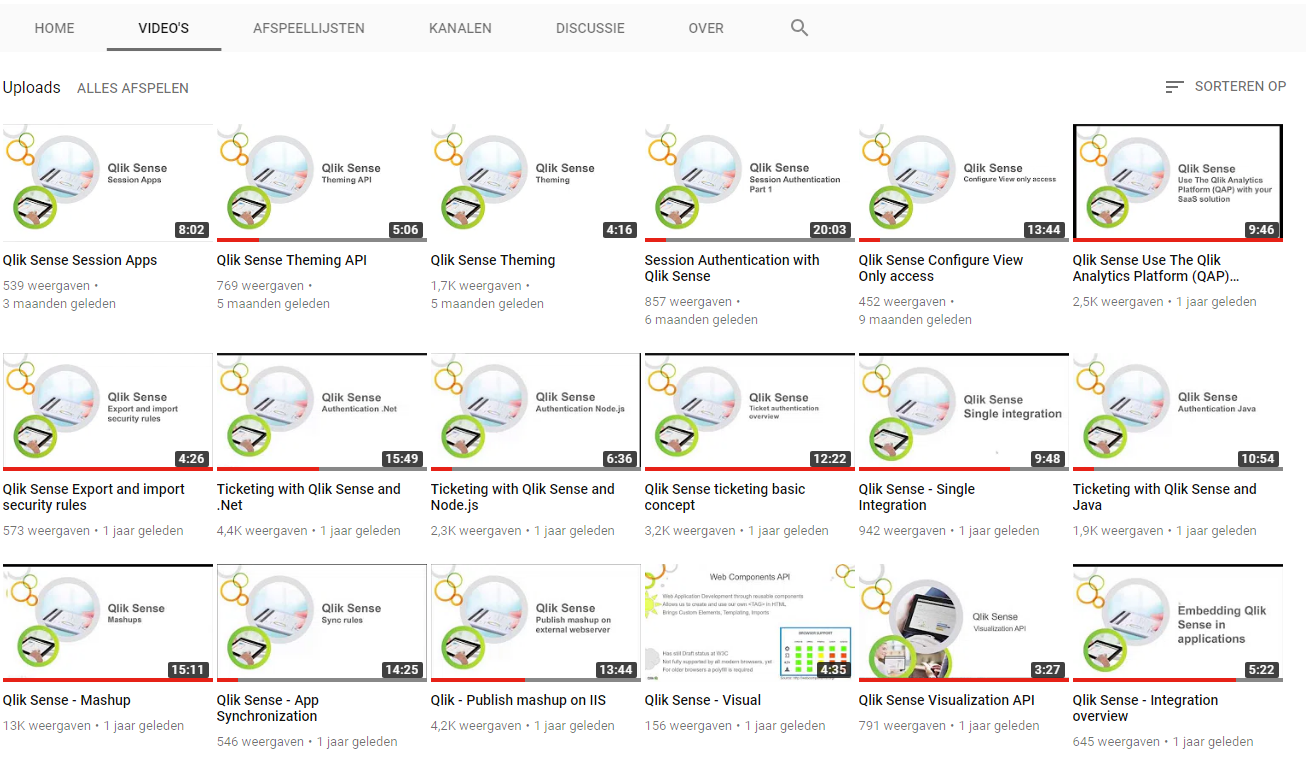 HOME
VIDEO'S
AFSPEELLIJSTEN
KANALEN
DISCUSSIE
OVER
Uploads
ALLES AFSPELEN
SORTEREN OP
Qlik Sense
Session Apps
8:02
Qlik Sense Session Apps
539 weergaven •
3 maanden geleden
Qlik Sense
Theming API
5:06
Qlik Sense Theming API
769 weergaven •
5 maanden geleden
Qlik Sense
Theming
4:16
Qlik Sense Theming
1,7K weergaven •
5 maanden geleden
Qlik Sense
Session Authentication
Part 1
20:03
Session Authentication with
Qlik Sense
857 weergaven •
6 maanden geleden
Qlik Sense
Configure View only access
13:44
Qlik Sense Configure View
Only access
452 weergaven •
9 maanden geleden
Qlik Sense
Use The Qlik Analytics
Platform (QAP) with your
SaaS solution
9:46
Qlik Sense Use The Qlik
Analytics Platform (QAP)...
2,5K weergaven • 1 jaar geleden
Qlik Sense
Export and import
security rules
4:26
Qlik Sense Export and import
security rules
573 weergaven • 1 jaar geleden
Qlik Sense
Authentication .Net
15:49
Ticketing with Qlik Sense and
.Net
4,4K weergaven • 1 jaar geleden
Qlik Sense
Authentication Node.js
6:36
Ticketing with Qlik Sense and
Node.js
2,3K weergaven • 1 jaar geleden
Qlik Sense
Ticket authentication
overview
12:22
Qlik Sense ticketing basic
concept
3,2K weergaven • 1 jaar geleden
Qlik Sense
Single integration
9:48
Qlik Sense - Single
Integration
942 weergaven • 1 jaar geleden
Qlik Sense
Authentication Java
10:54
Ticketing with Qlik Sense and
Java
1,9K weergaven • 1 jaar geleden
Qlik Sense
Mashups
15:11
Qlik Sense - Mashup
13K weergaven • 1 jaar geleden
Qlik Sense
Sync rules
14:25
Qlik Sense - App
Synchronization
546 weergaven • 1 jaar geleden
Qlik Sense
Publish mashup on
external webserver
13:44
Qlik - Publish mashup on IIS
4,2K weergaven • 1 jaar geleden
Web Components API
Web Application Development through reusable components
Allows us to create and use our own <TAG> in HTML
Brings Custom Elements, Templating, Imports
BROWSER SUPPORT
Has still Draft status at W3C
Not fully supported by all modern browsers, yet
For older browsers a polyfill is required
4:35
Qlik Sense - Visual
156 weergaven • 1 jaar geleden
Qlik Sense
Visualization API
3:27
Qlik Sense Visualization API
791 weergaven • 1 jaar geleden
Embedding Qlik
Sense in
applications
5:22
Qlik Sense - Integration
overview
645 weergaven • 1 jaar geleden